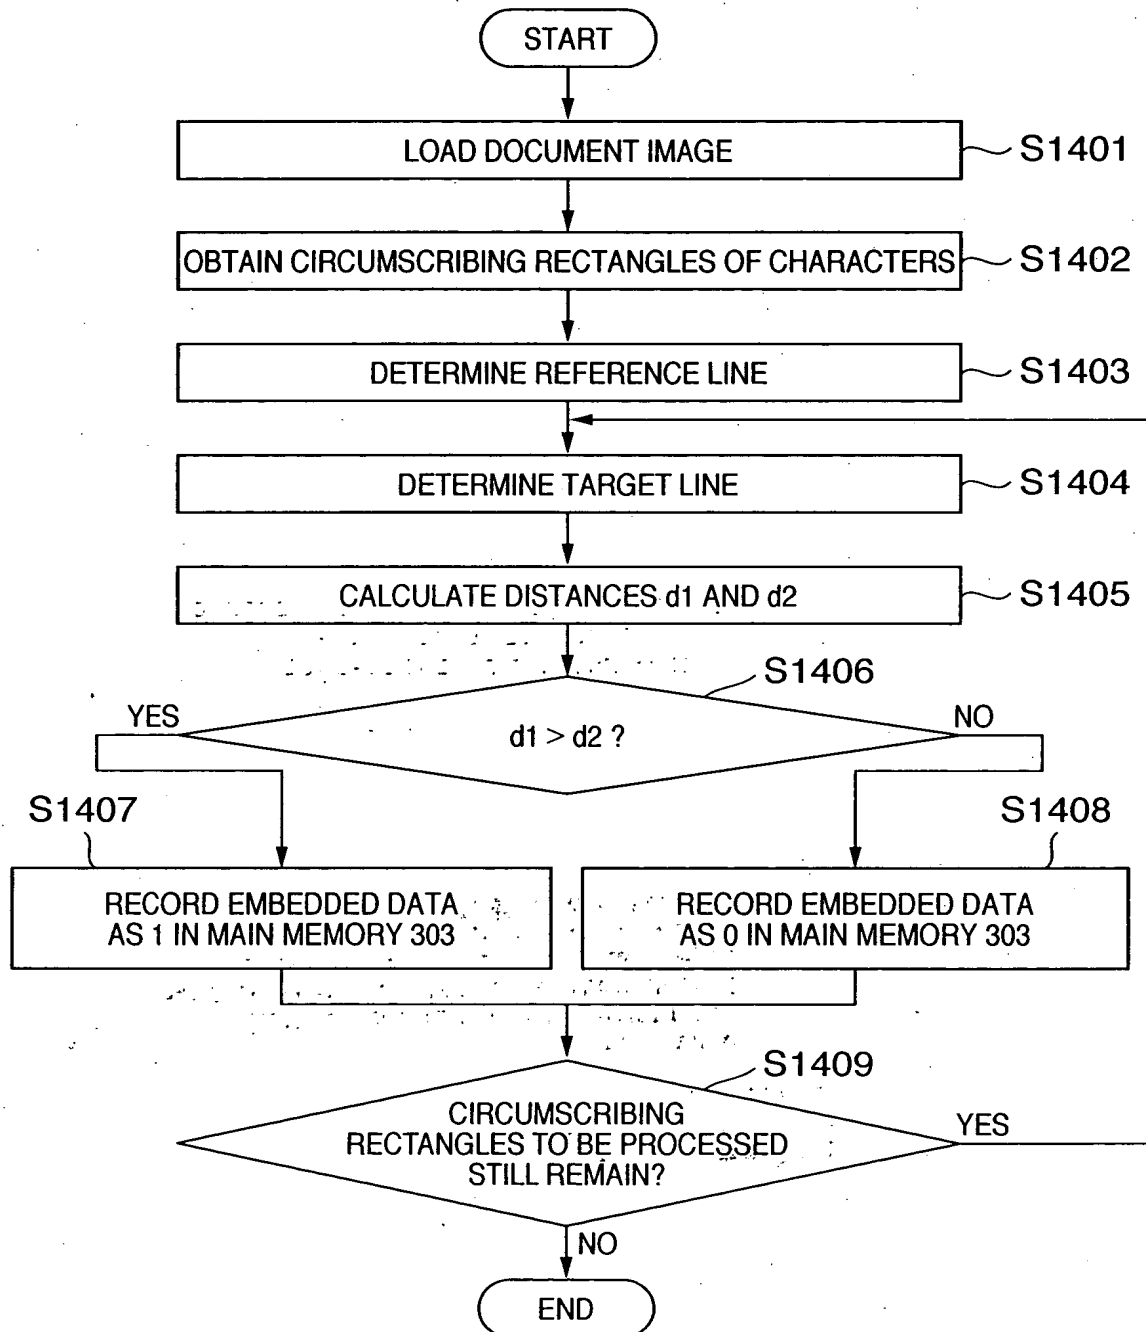 START
LOAD DOCUMENT IMAGE
S1401
OBTAIN CIRCUMSCRIBING RECTANGLES OF CHARACTERS
S1402
DETERMINE REFERENCE LINE
S1403
DETERMINE TARGET LINE
S1404
CALCULATE DISTANCES d1 AND d2
S1405
S1406
YES
d1 > d2 ?
NO
S1407
S1408
RECORD EMBEDDED DATA
AS 1 IN MAIN MEMORY 303
RECORD EMBEDDED DATA
AS 0 IN MAIN MEMORY 303
S1409
CIRCUMSCRIBING
RECTANGLES TO BE PROCESSED
STILL REMAIN?
YES
NO
END